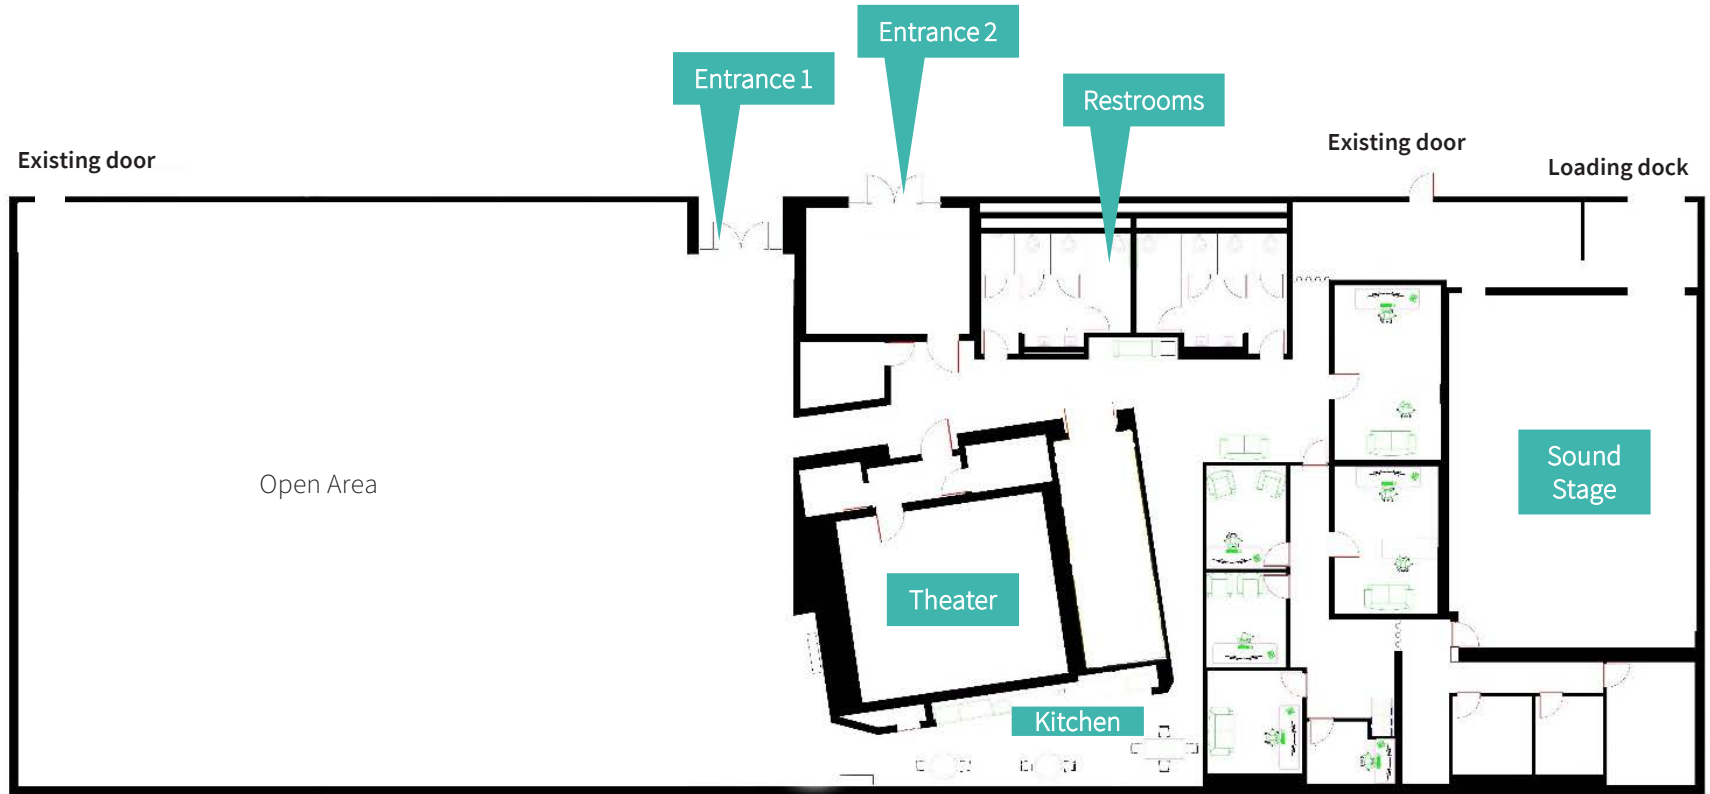 Entrance 2
Entrance 1
Restrooms
Existing door
Existing door
Loading dock
Open Area
Sound
Stage
Theater
Kitchen